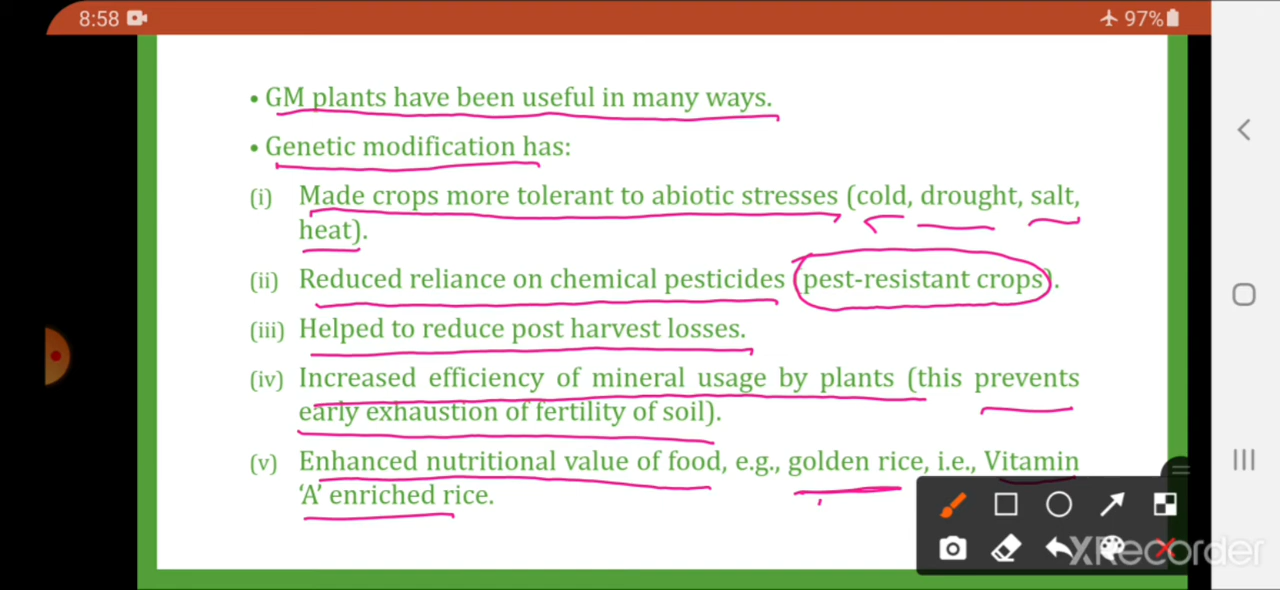 8:58
97%
• GM plants have been useful in many ways.
• Genetic modification has:
(i) Made crops more tolerant to abiotic stresses (cold, drought, salt,
heat).
(ii) Reduced reliance on chemical pesticides (pest-resistant crops).
(iii) Helped to reduce post harvest losses.
(iv) Increased efficiency of mineral usage by plants (this prevents
early exhaustion of fertility of soil).
(v) Enhanced nutritional value of food, e.g., golden rice, i.e., Vitamin
‘A’ enriched rice.
XRecorder